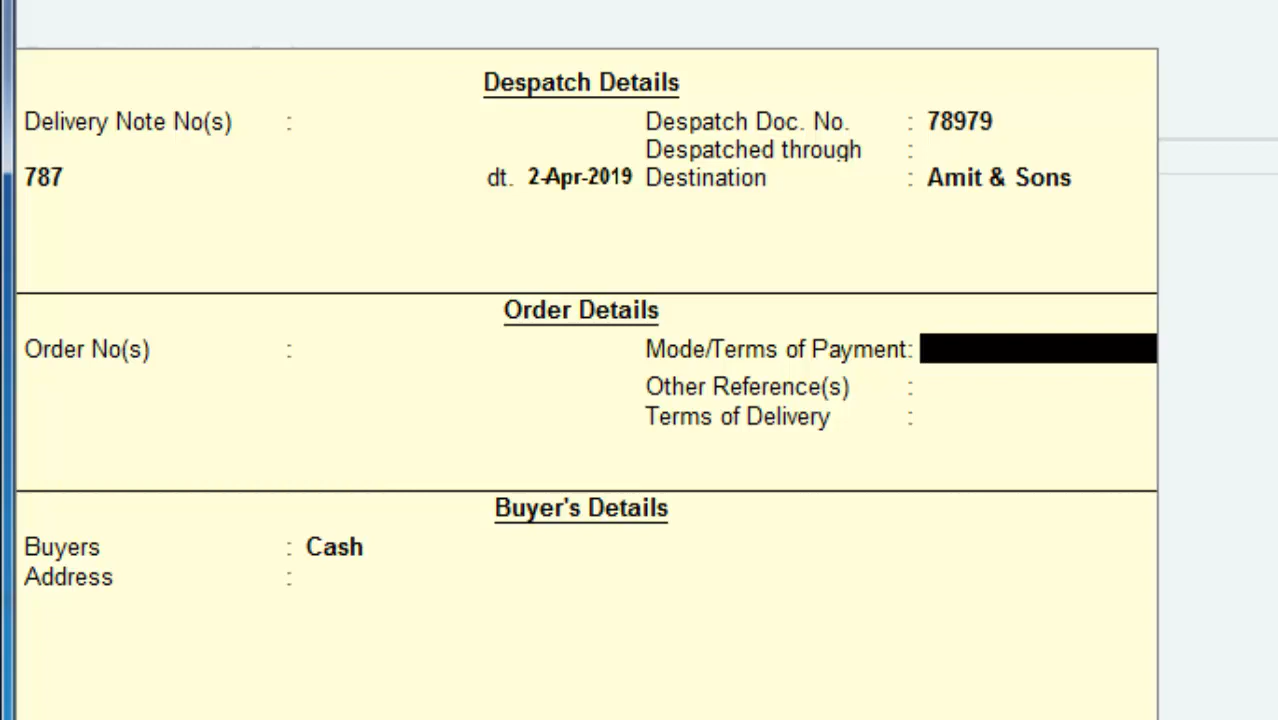 Despatch Details
Delivery Note No(s) : Despatch Doc. No. : 78979
Despatched through :
787 dt. 2-Apr-2019 Destination : Amit & Sons
Order Details
Order No(s) : Mode/Terms of Payment:
Other Reference(s) :
Terms of Delivery :
Buyer's Details
Buyers : Cash
Address :